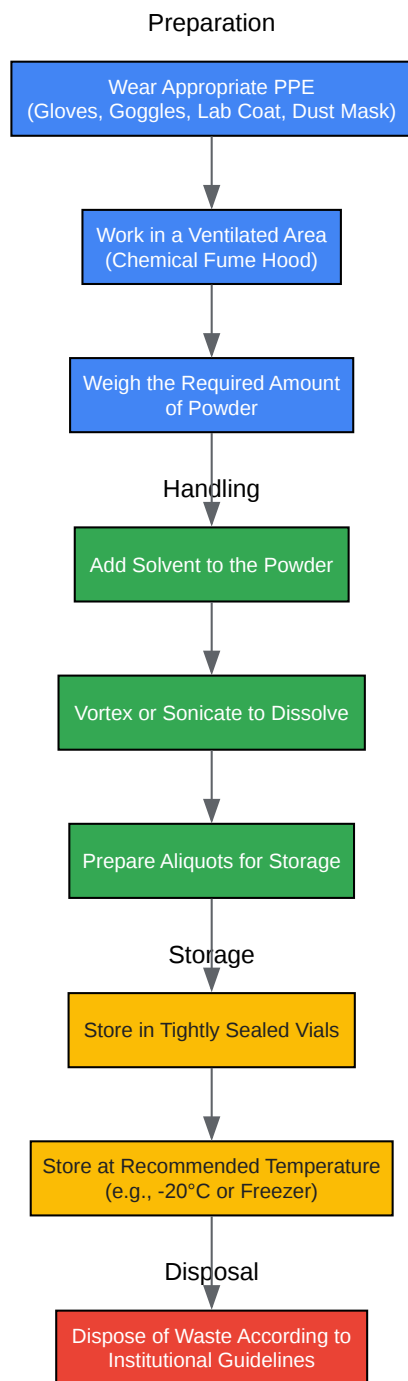 Preparation
Wear Appropriate PPE
(Gloves, Goggles, Lab Coat, Dust Mask)
Work in a Ventilated Area
(Chemical Fume Hood)
Weigh the Required Amount
of Powder
Handling
Add Solvent to the Powder
Vortex or Sonicate to Dissolve
Prepare Aliquots for Storage
Storage
Store in Tightly Sealed Vials
Store at Recommended Temperature
(e.g., -20°C or Freezer)
Disposal
Dispose of Waste According to
Institutional Guidelines